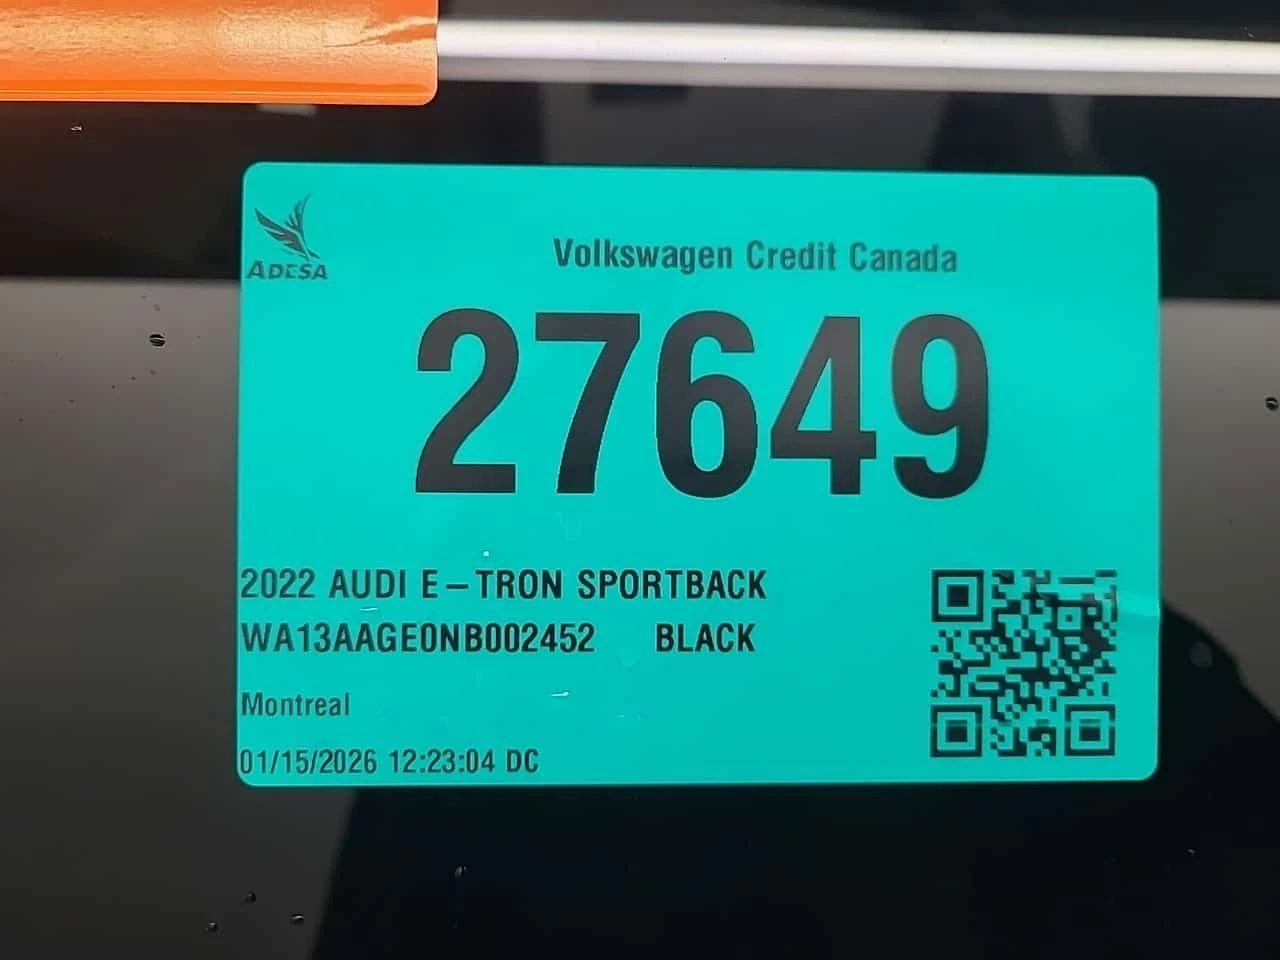 ADESA
Volkswagen Credit Canada
27649
2022 AUDI E-TRON SPORTBACK
WA13AAGE0NB002452 BLACK
Montreal
01/15/2026 12:23:04 DC